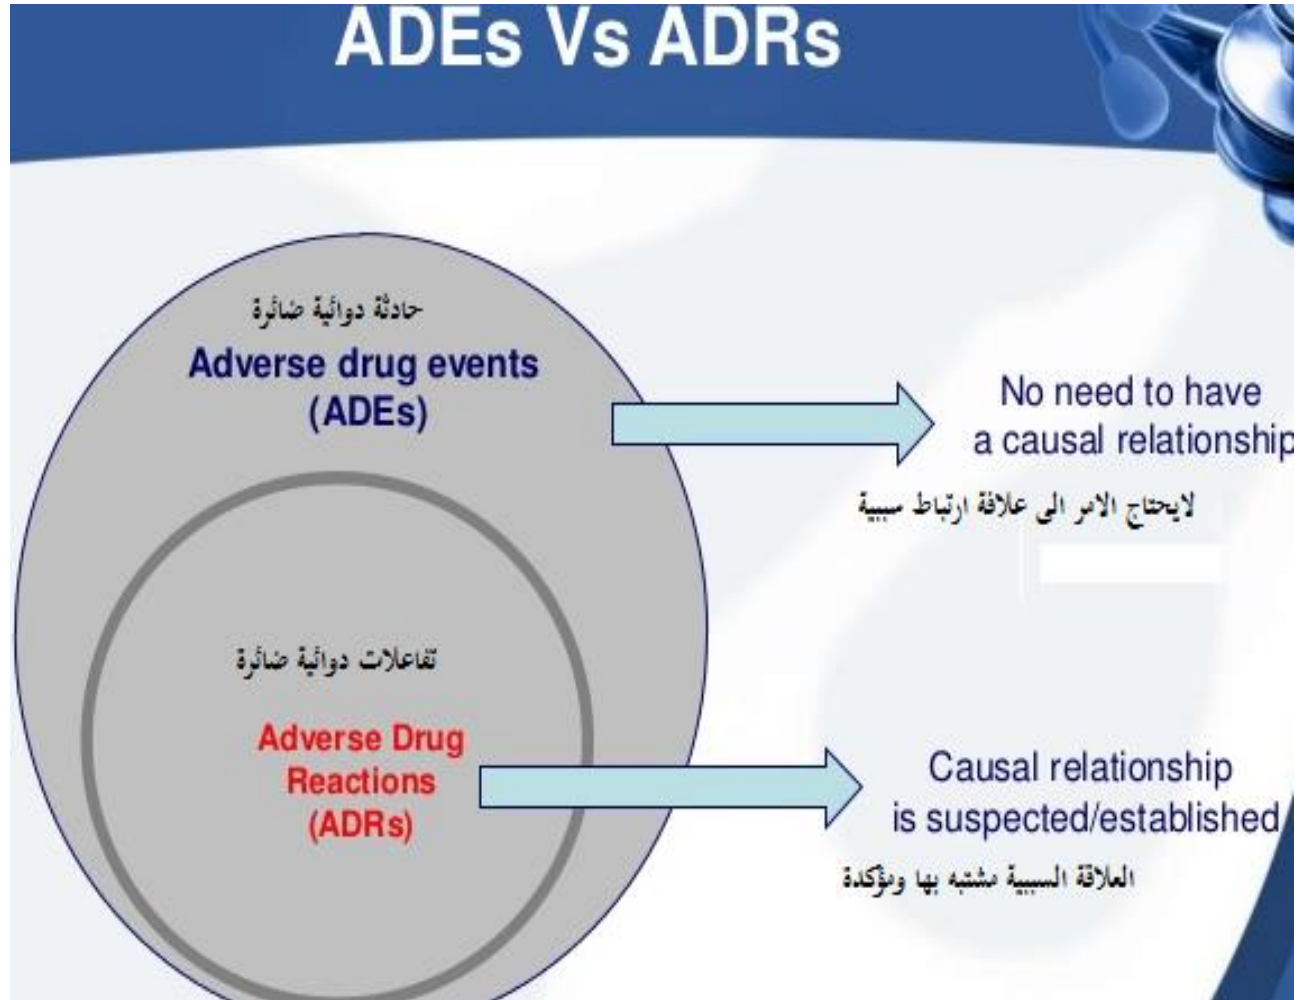 ADEs Vs ADRs
حادثة دوائية ضائرة
Adverse drug events
(ADEs)
No need to have
a causal relationship
لايحتاج الامر الى علافة ارتباط سببية
تفاعلات دوائية ضائرة
Adverse Drug
Reactions
(ADRs)
Causal relationship
is suspected/established
العلاقة السببية مشتبه بها ومؤكدة